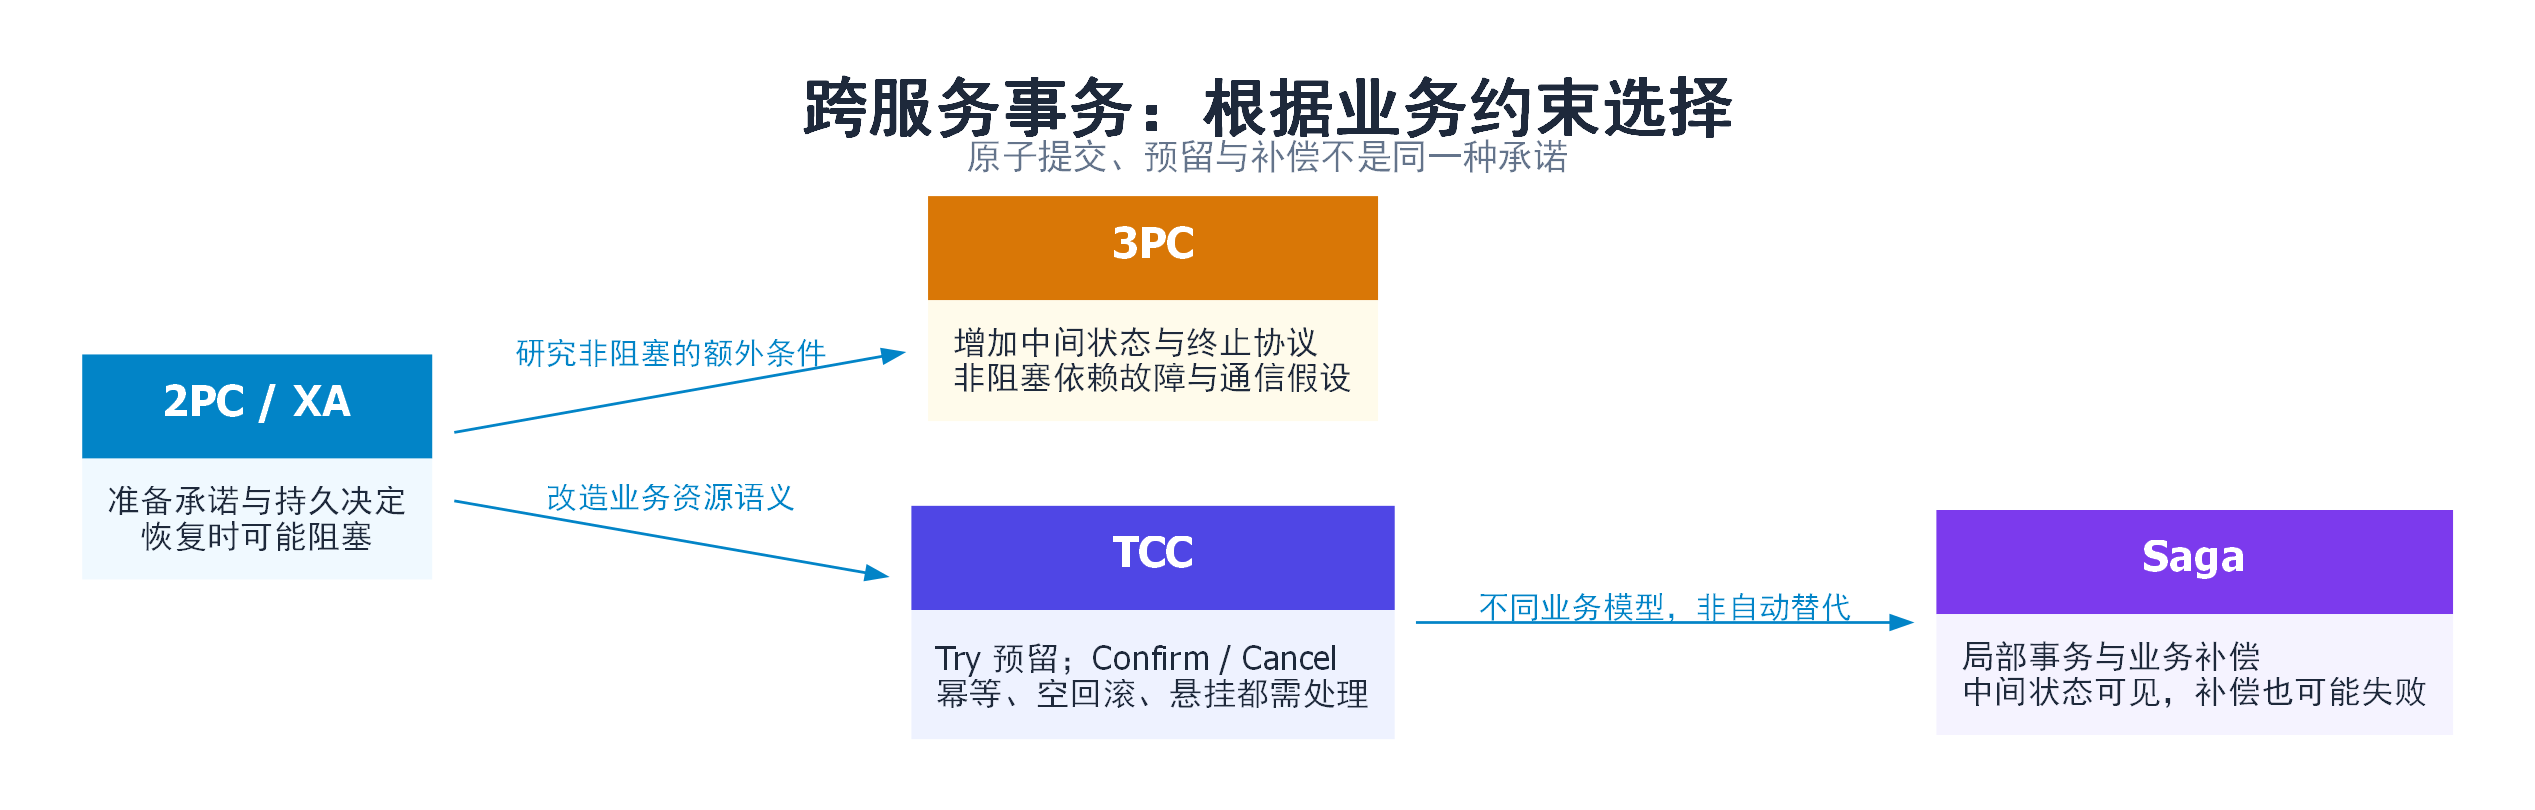 跨服务事务：根据业务约束选择
原子提交、预留与补偿不是同一种承诺
2PC / XA
准备承诺与持久决定
恢复时可能阻塞
研究非阻塞的额外条件
3PC
增加中间状态与终止协议
非阻塞依赖故障与通信假设
改造业务资源语义
TCC
Try 预留；Confirm / Cancel
幂等、空回滚、悬挂都需处理
不同业务模型，非自动替代
Saga
局部事务与业务补偿
中间状态可见，补偿也可能失败